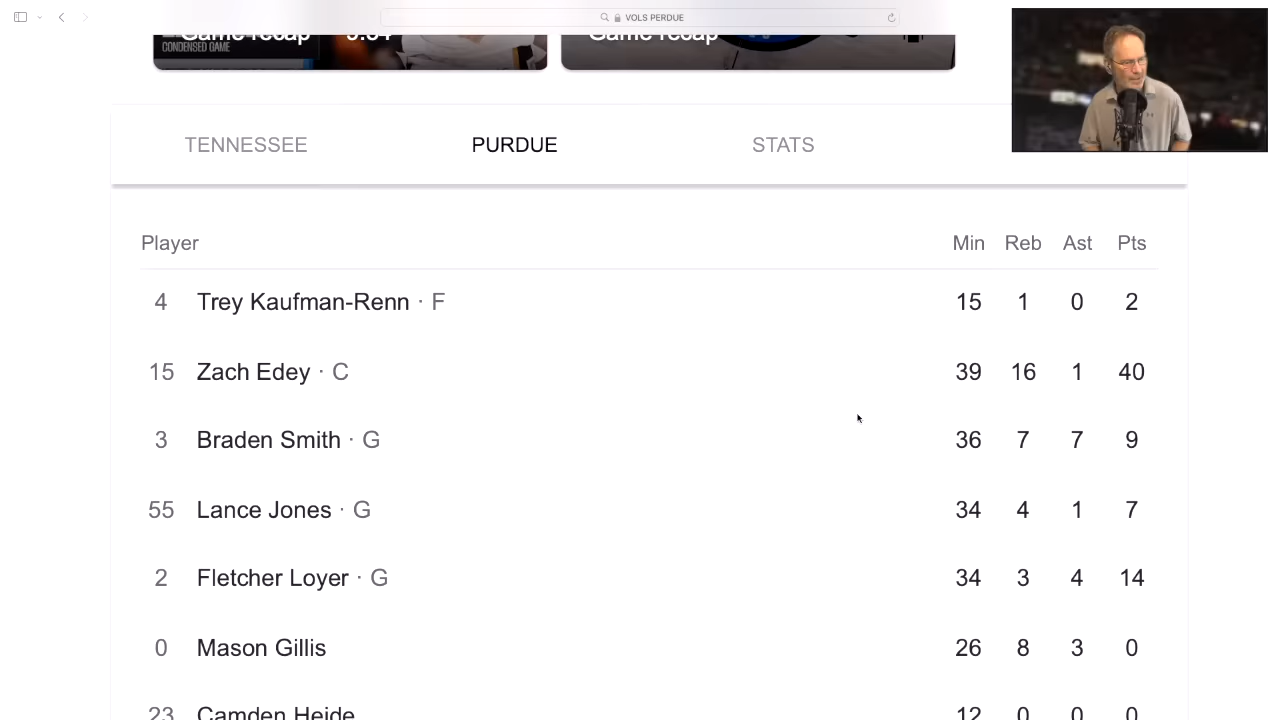 VOLS PERDUE
CONDENSED GAME
Game recap
Game recap
TENNESSEE PURDUE STATS
Player Min Reb Ast Pts
4 Trey Kaufman-Renn · F 15 1 0 2
15 Zach Edey · C 39 16 1 40
3 Braden Smith · G 36 7 7 9
55 Lance Jones · G 34 4 1 7
2 Fletcher Loyer · G 34 3 4 14
0 Mason Gillis 26 8 3 0
23 Camden Heide 12 0 0 0